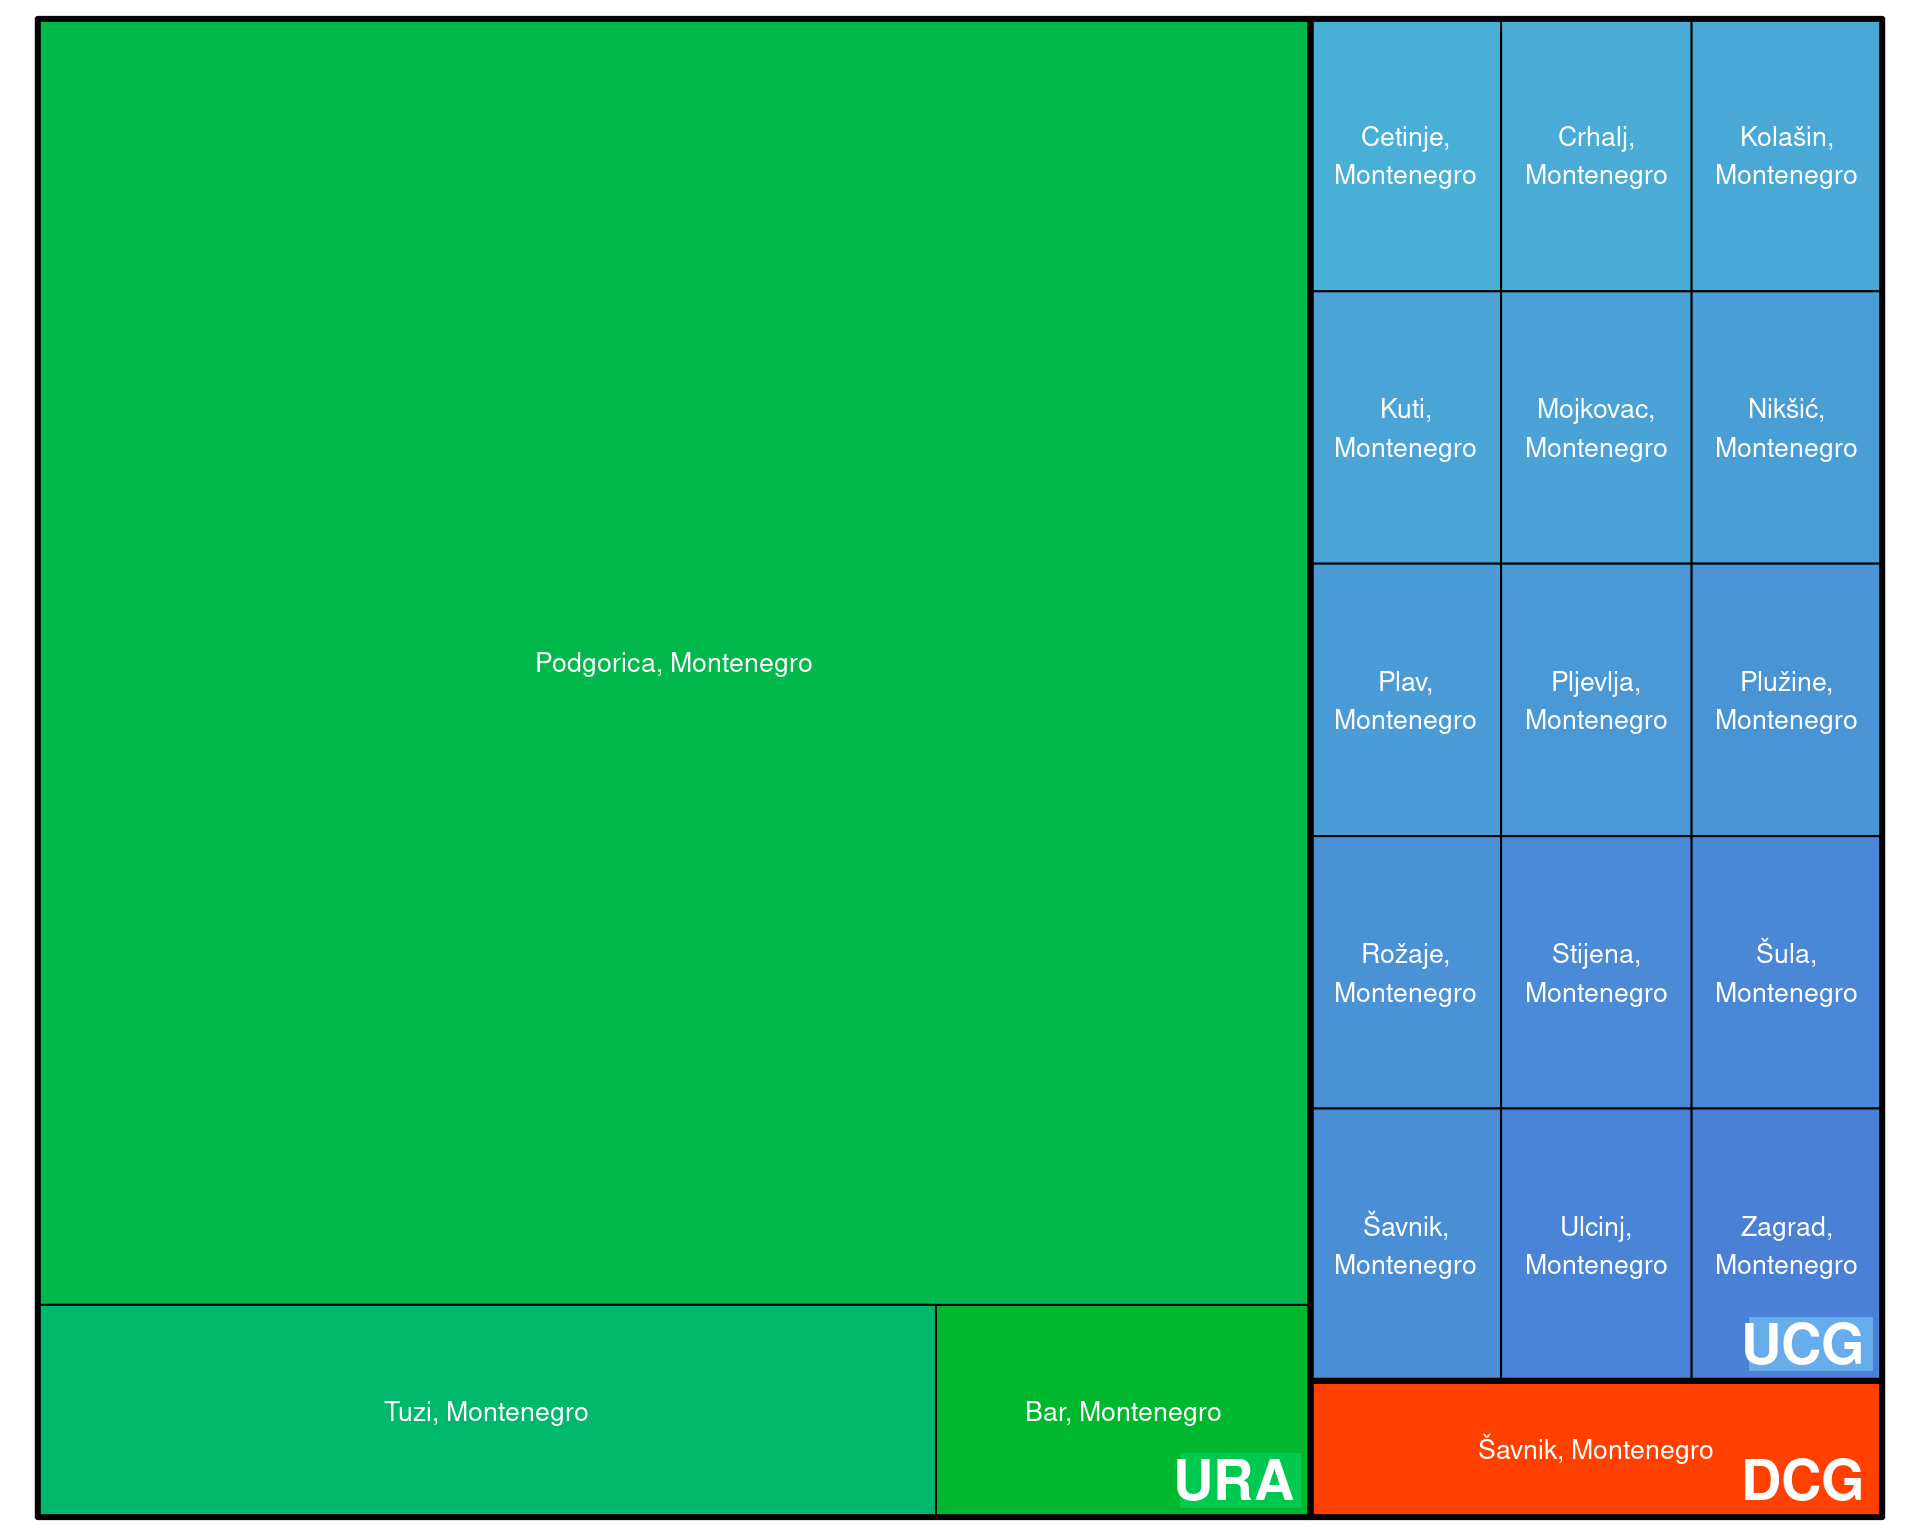 Podgorica, Montenegro
Tuzi, Montenegro
Bar, Montenegro
URA
Cetinje,
Montenegro
Crhalj,
Montenegro
Kolašin,
Montenegro
Kuti,
Montenegro
Mojkovac,
Montenegro
Nikšić,
Montenegro
Plav,
Montenegro
Pljevlja,
Montenegro
Plužine,
Montenegro
Rožaje,
Montenegro
Stijena,
Montenegro
Šula,
Montenegro
Šavnik,
Montenegro
Ulcinj,
Montenegro
Zagrad,
Montenegro
UCG
Šavnik, Montenegro
DCG